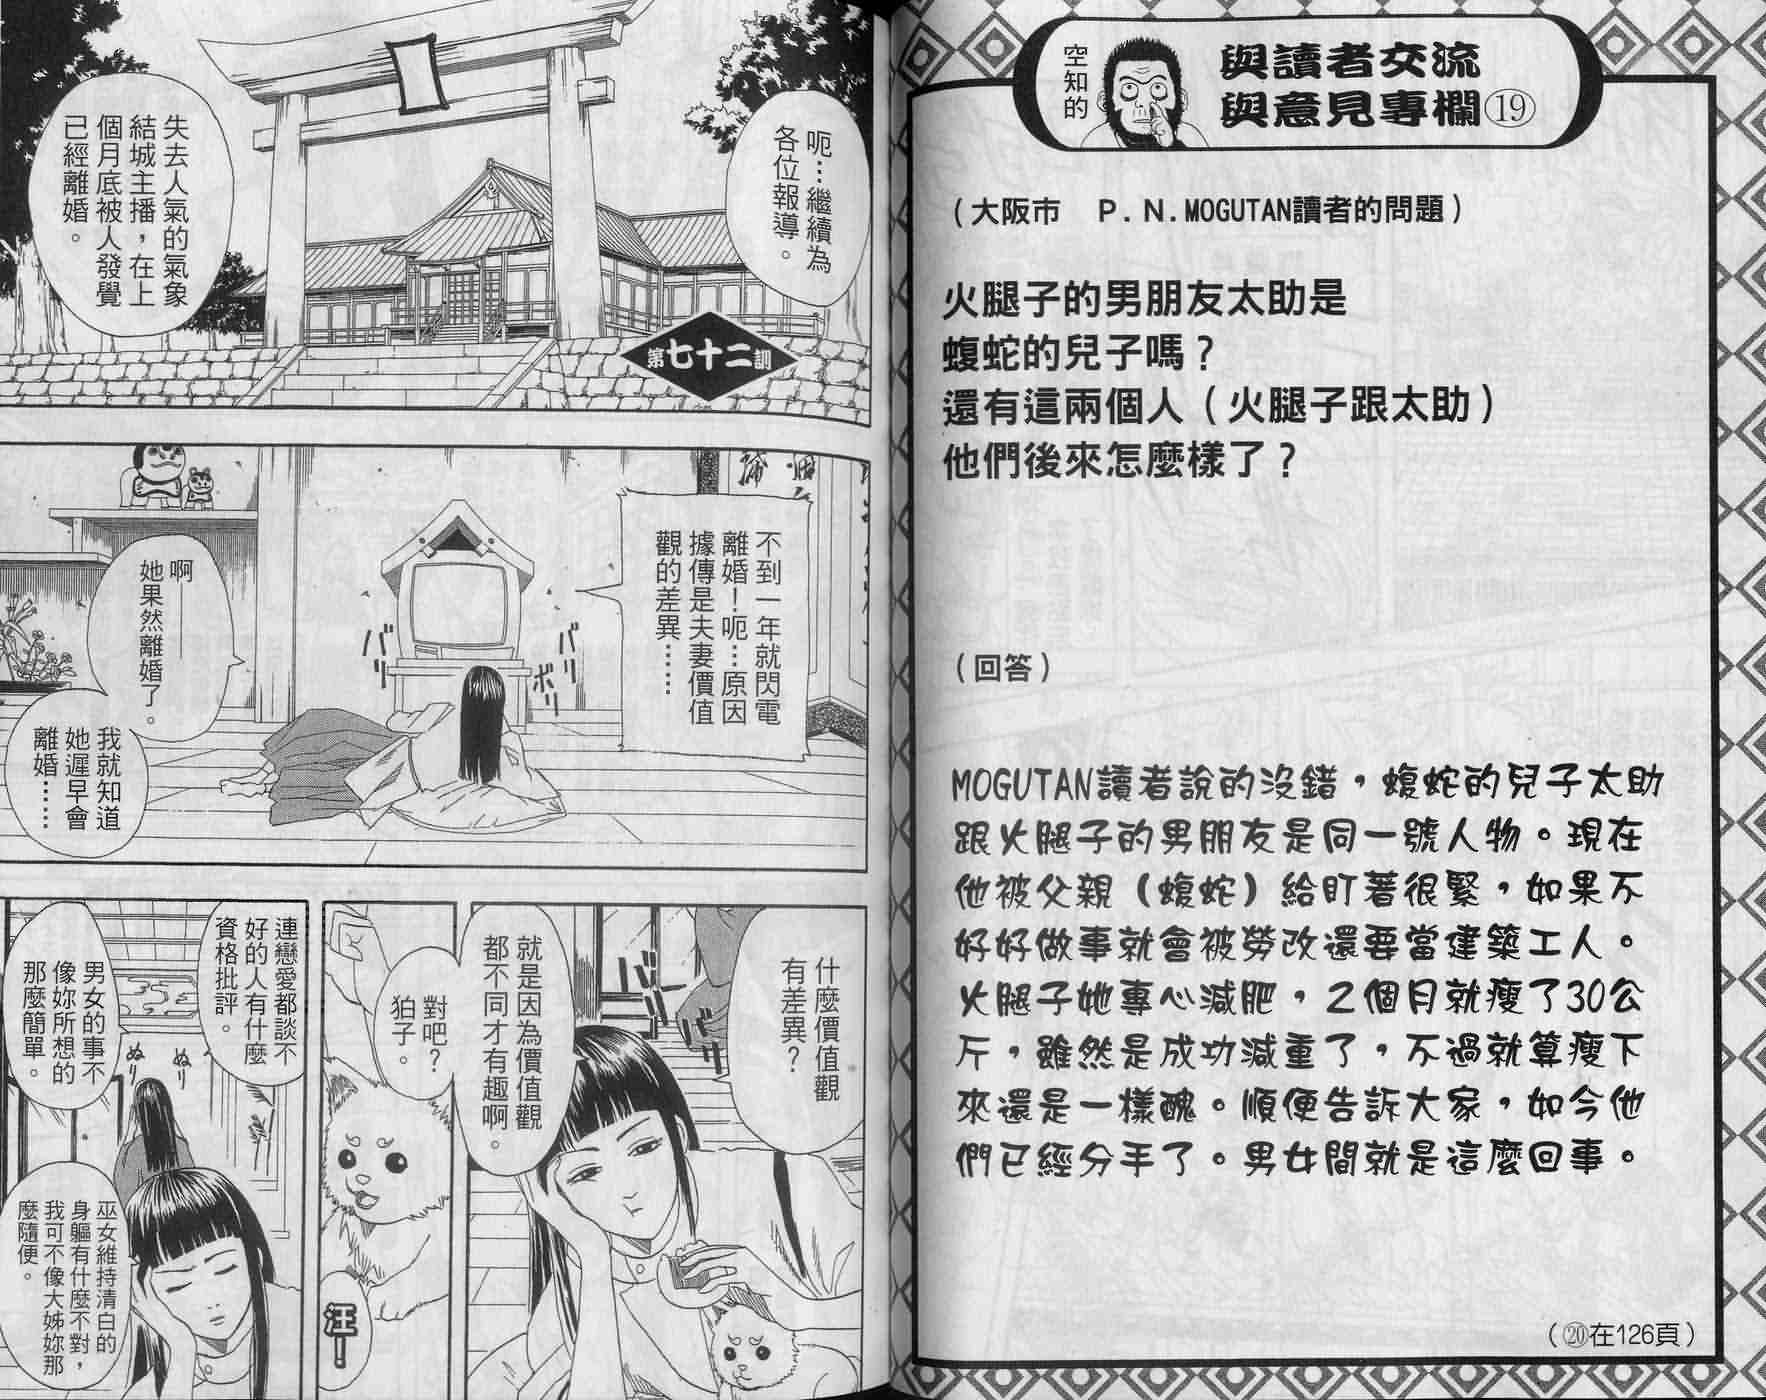 空知的
與讀者交流
與意見專欄⑲
（大阪市　P.N.MOGUTAN讀者的問題）
火腿子的男朋友太助是
蝮蛇的兒子嗎？
還有這兩個人（火腿子跟太助）
他們後來怎麼樣了？
（回答）
MOGUTAN讀者說的沒錯，蝮蛇的兒子太助
跟火腿子的男朋友是同一號人物。現在
他被父親（蝮蛇）給盯著很緊，如果不
好好做事就會被勞改還要當建築工人。
火腿子她專心減肥，2個月就瘦了30公
斤，雖然是成功減重了，不過就算瘦下
來還是一樣醜。順便告訴大家，如今他
們已經分手了。男女間就是這麼回事。
（⑳在126頁）
呃…繼續為
各位報導。
失去人氣的氣象
結城主播，在上
個月底被人發覺
已經離婚。
第七十二訓
不到一年就閃電
離婚！呃…原因
據傳是夫妻價值
觀的差異……
バリ
バリ
ボリ
啊——
她果然離婚了。
我就知道
她遲早會
離婚……
什麼價值觀
有差異？
就是因為價值觀
都不同才有趣啊。
對吧？
狛子。
汪！
連戀愛都談不
好的人有什麼
資格批評。
男女的事不
像妳所想的
那麼簡單。
ぬり
ぬり
巫女維持清白的
身軀有什麼不對，
我可不像大姊妳那
麼隨便。